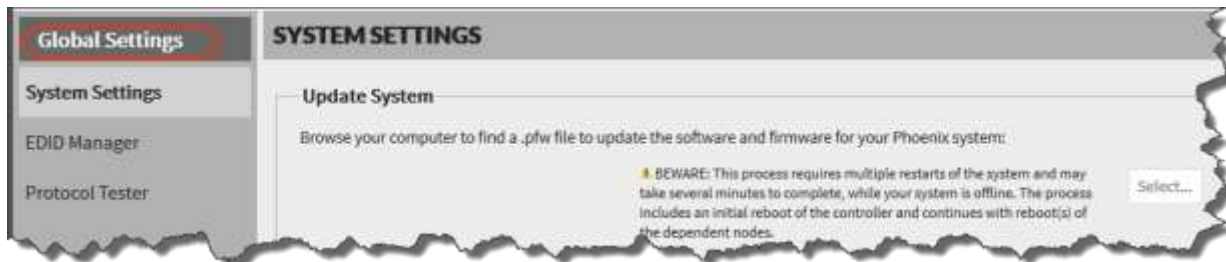 Global Settings
SYSTEM SETTINGS
System Settings
EDID Manager
Protocol Tester
Update System
Browse your computer to find a .pfw file to update the software and firmware for your Phoenix system:
BEWARE: This process requires multiple restarts of the system and may
take several minutes to complete, while your system is offline. The process
includes an initial reboot of the controller and continues with reboot(s) of
the dependent nodes.
Select...